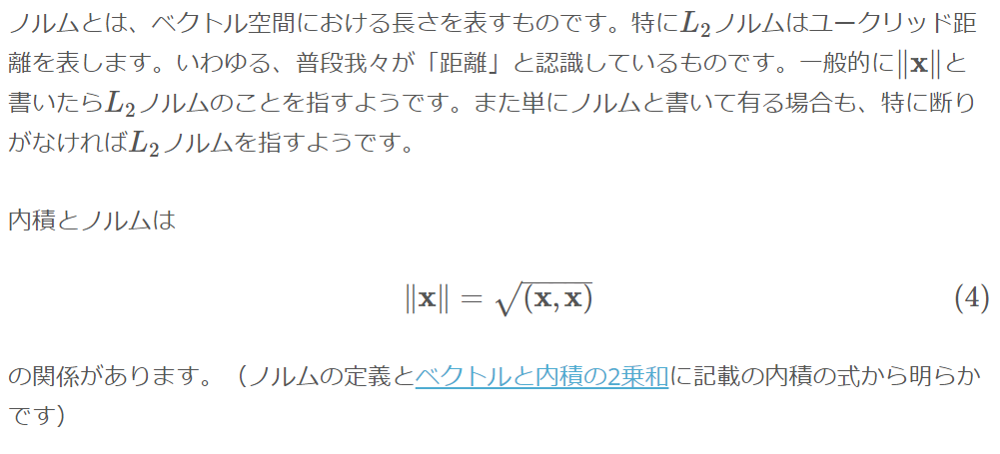 ノルムとは、ベクトル空間における長さを表すものです。特にL₂ノルムはユークリッド距
離を表します。いわゆる、普段我々が「距離」と認識しているものです。一般的に‖x‖と
書いたらL₂ノルムのことを指すようです。また単にノルムと書いて有る場合も、特に断り
がなければL₂ノルムを指すようです。
内積とノルムは
‖x‖ = √(x, x) (4)
の関係があります。（ノルムの定義とベクトルと内積の2乗和に記載の内積の式から明らか
です）